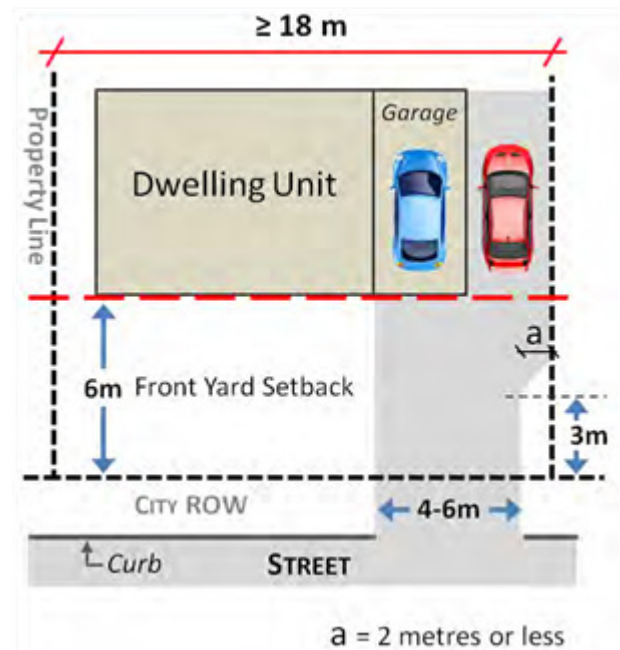 ≥ 18 m
Property Line
Garage
Dwelling Unit
a
6m Front Yard Setback
3m
CITY ROW
4-6m
Curb
STREET
a = 2 metres or less